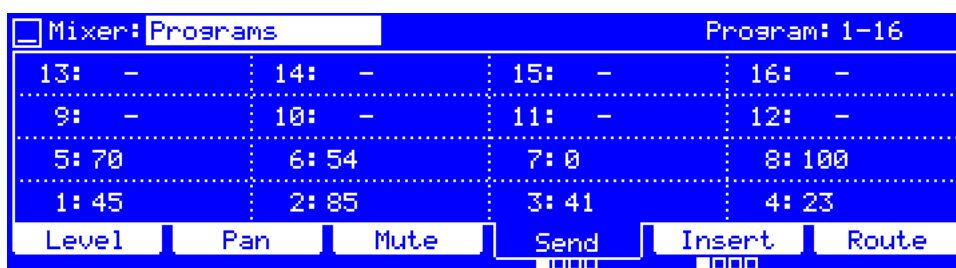 Mixer: Programs Program: 1-16
13: - 14: - 15: - 16: -
9: - 10: - 11: - 12: -
5: 70 6: 54 7: 0 8: 100
1: 45 2: 85 3: 41 4: 23
Level Pan Mute Send Insert Route